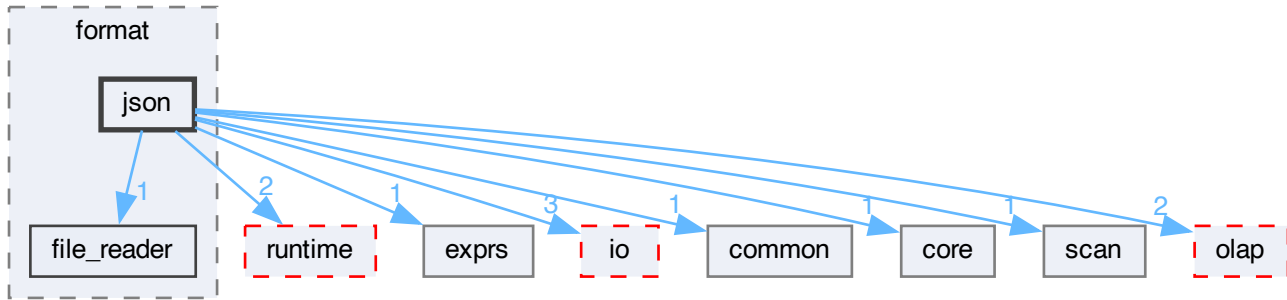 format
json
1
2
1
3
1
1
1
2
file_reader
runtime
exprs
io
common
core
scan
olap